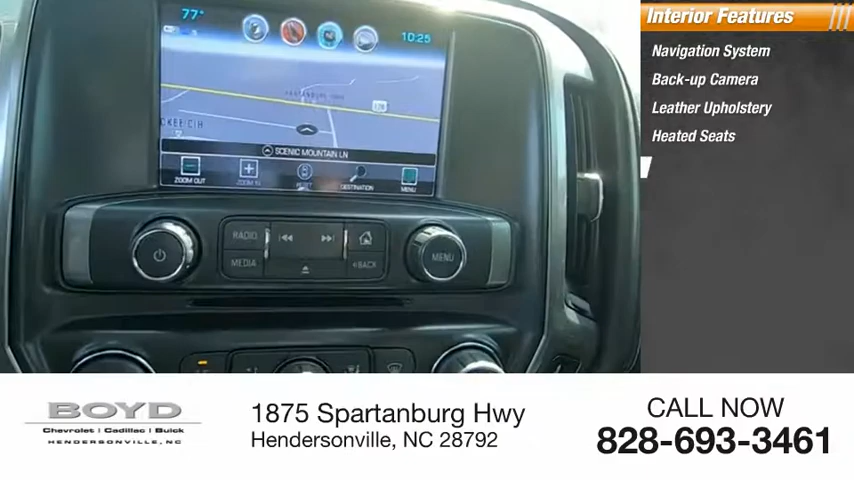 77°
10:25
SCENIC MOUNTAIN LN
ZOOM OUT
ZOOM IN
RESET
DESTINATION
MENU
RADIO
MEDIA
BACK
MENU
Interior Features
Navigation System
Back-up Camera
Leather Upholstery
Heated Seats
BOYD
Chevrolet | Cadillac | Buick
HENDERSONVILLE, NC
1875 Spartanburg Hwy
Hendersonville, NC 28792
CALL NOW
828-693-3461